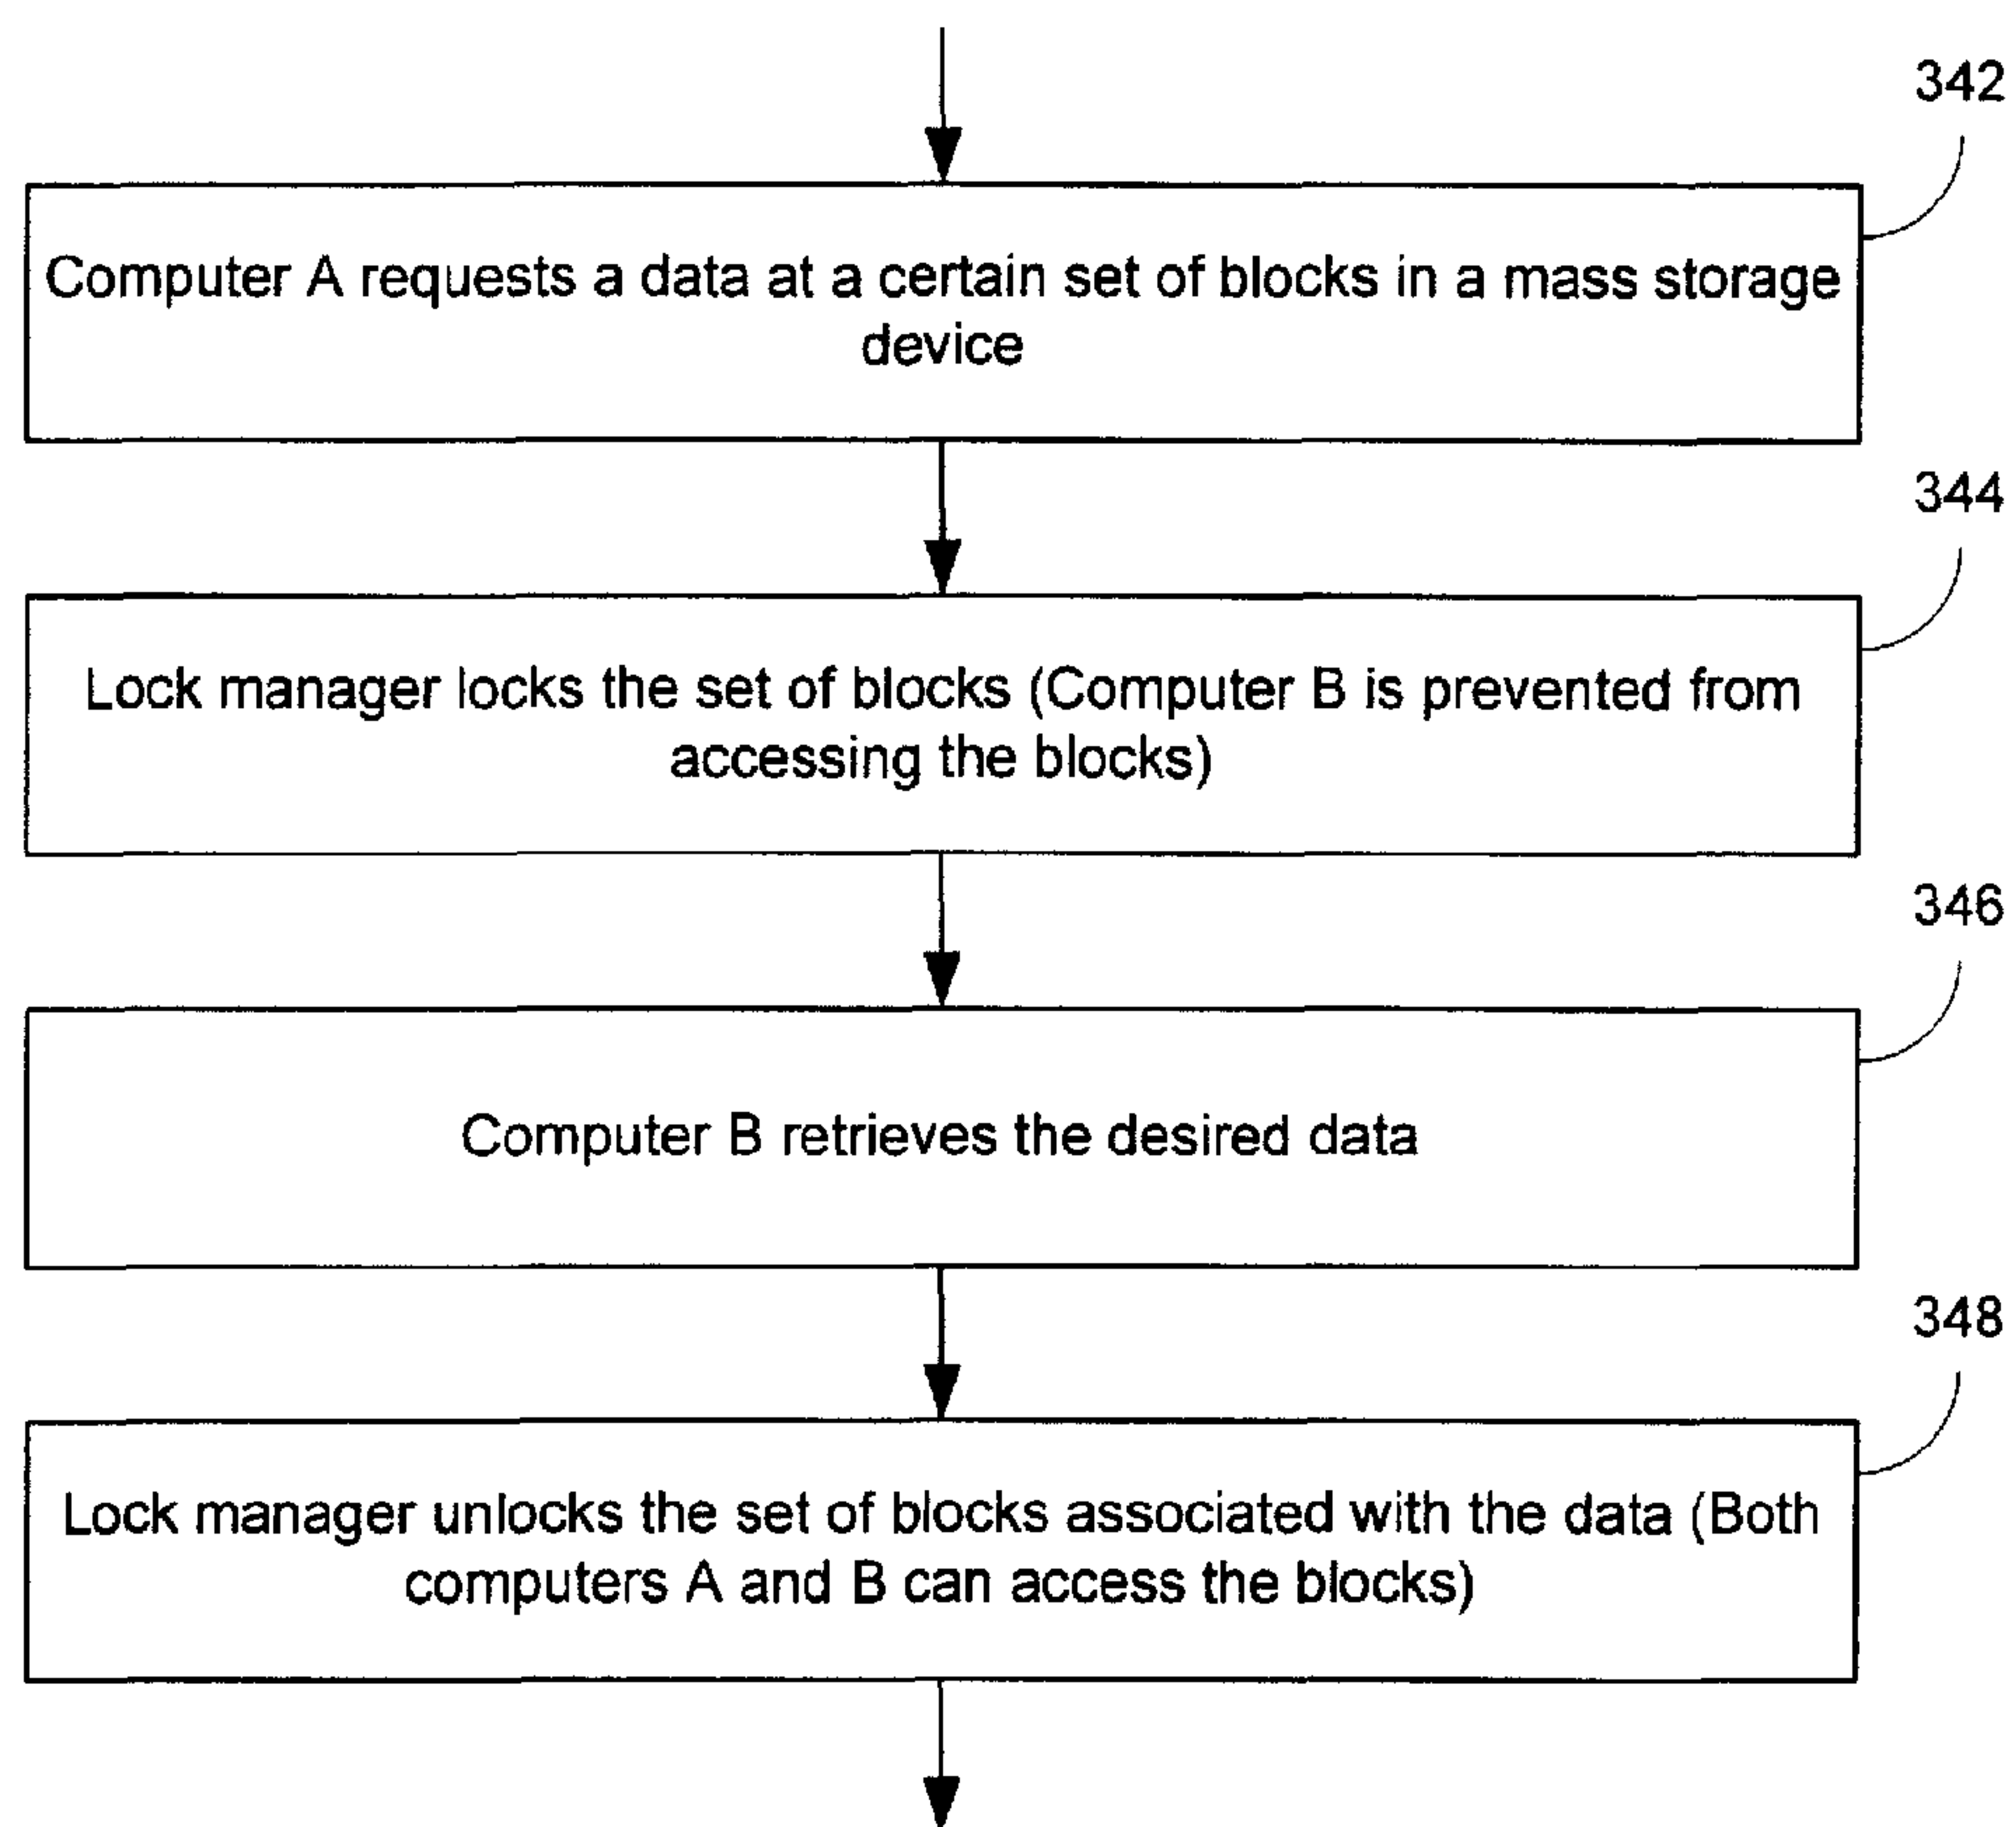 342
Computer A requests a data at a certain set of blocks in a mass storage
device
344
Lock manager locks the set of blocks (Computer B is prevented from
accessing the blocks)
346
Computer B retrieves the desired data
348
Lock manager unlocks the set of blocks associated with the data (Both
computers A and B can access the blocks)